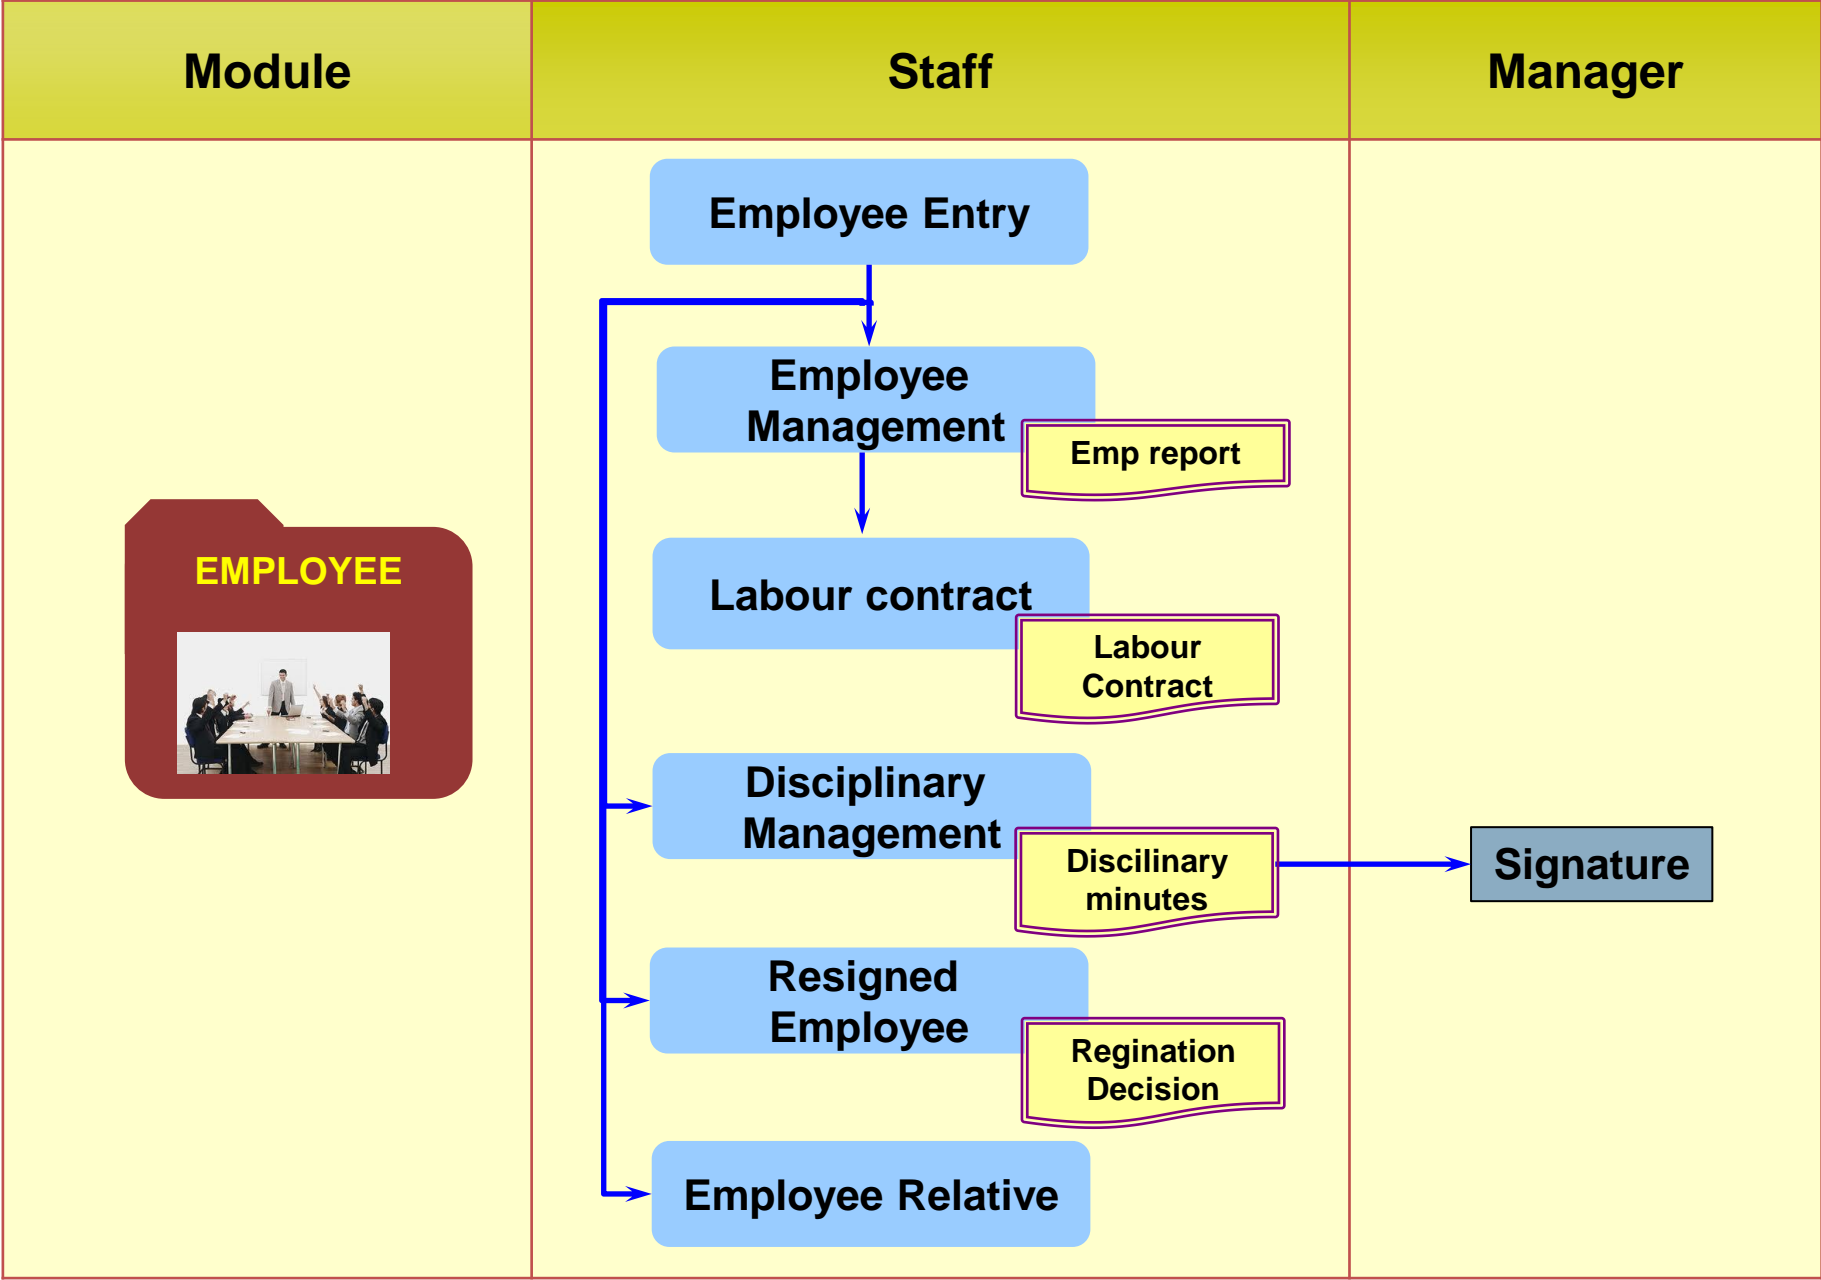 Module
Staff
Manager
Employee Entry
Employee
Management
Emp report
EMPLOYEE
Labour contract
Labour
Contract
Disciplinary
Management
Discilinary
minutes
Signature
Resigned
Employee
Regination
Decision
Employee Relative